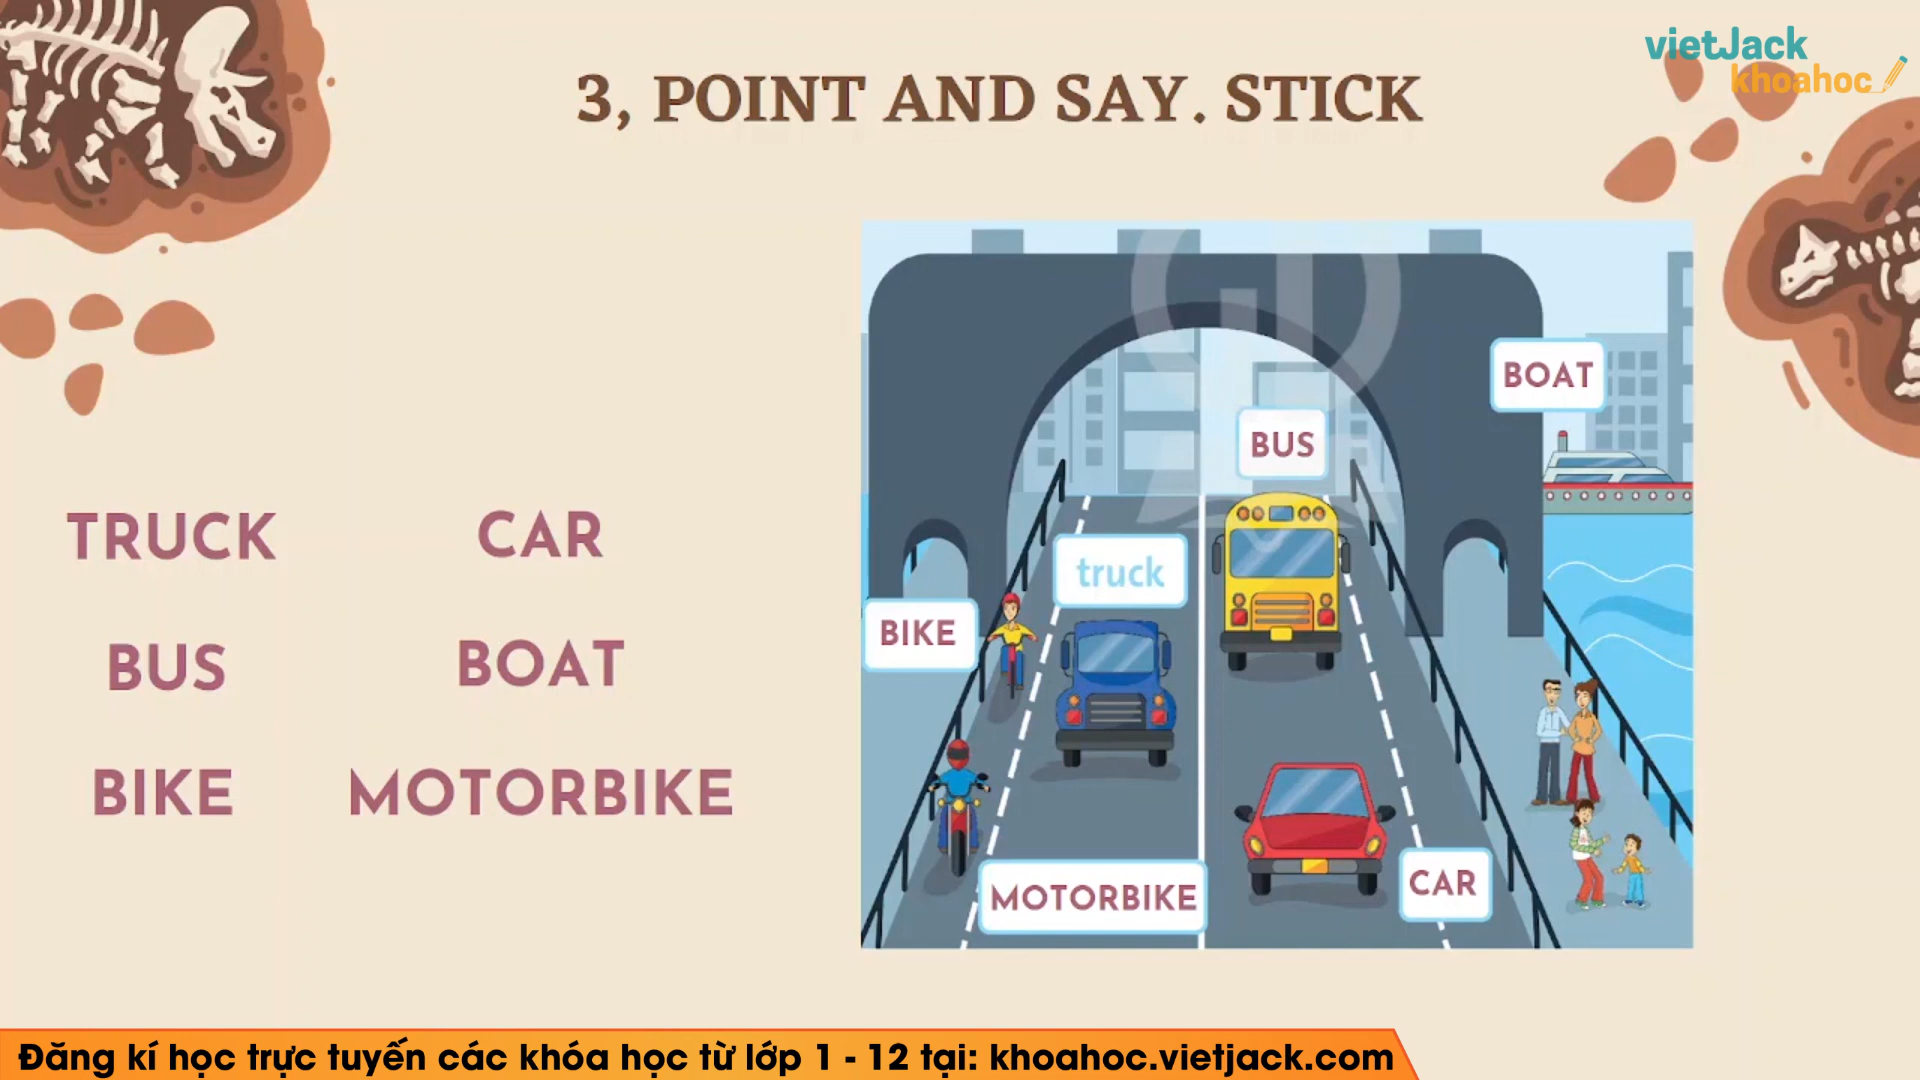 vietJack
khoahoc
3, POINT AND SAY. STICK
TRUCK
CAR
BUS
BOAT
BIKE
MOTORBIKE
BOAT
BUS
truck
BIKE
MOTORBIKE
CAR
Đăng kí học trực tuyến các khóa học từ lớp 1 - 12 tại: khoahoc.vietjack.com